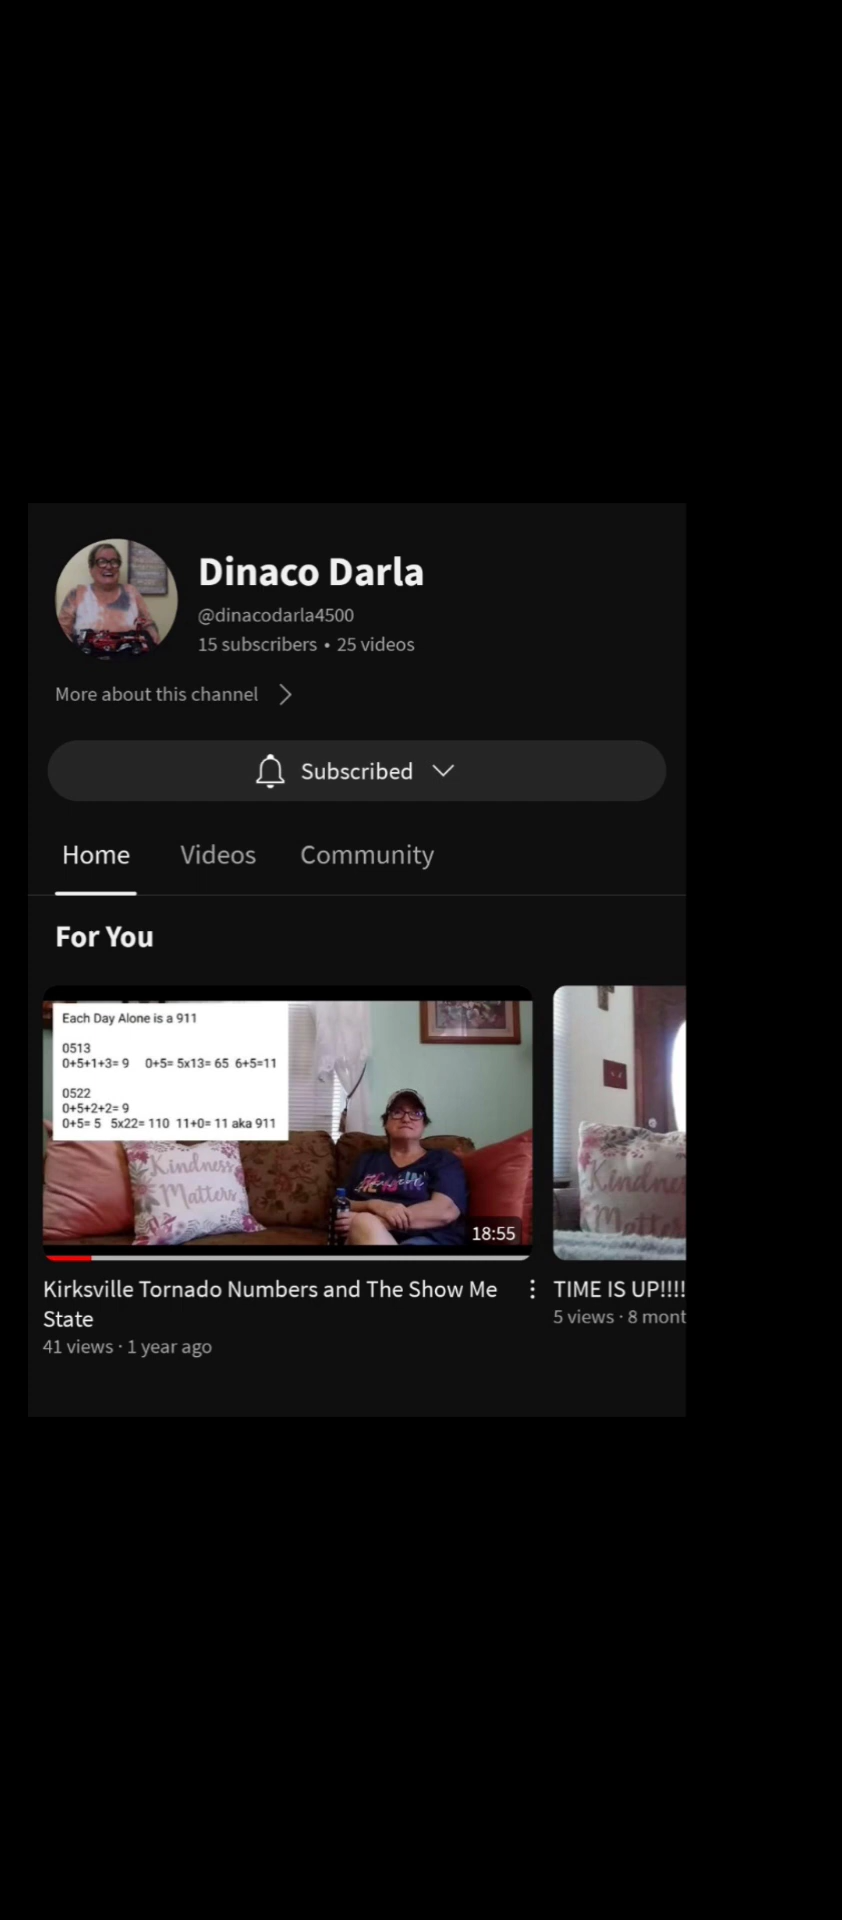 Dinaco Darla
@dinacodarla4500
15 subscribers • 25 videos
More about this channel
Subscribed
Home Videos Community
For You
Each Day Alone is a 911
0513
0+5+1+3= 9 0+5= 5x13= 65 6+5=11
0522
0+5+2+2= 9
0+5= 5 5x22= 110 11+0= 11 aka 911
Kindness
Matters
18:55
Kindnes
Matte
Kirksville Tornado Numbers and The Show Me
State
41 views · 1 year ago
TIME IS UP!!!!
5 views · 8 mont